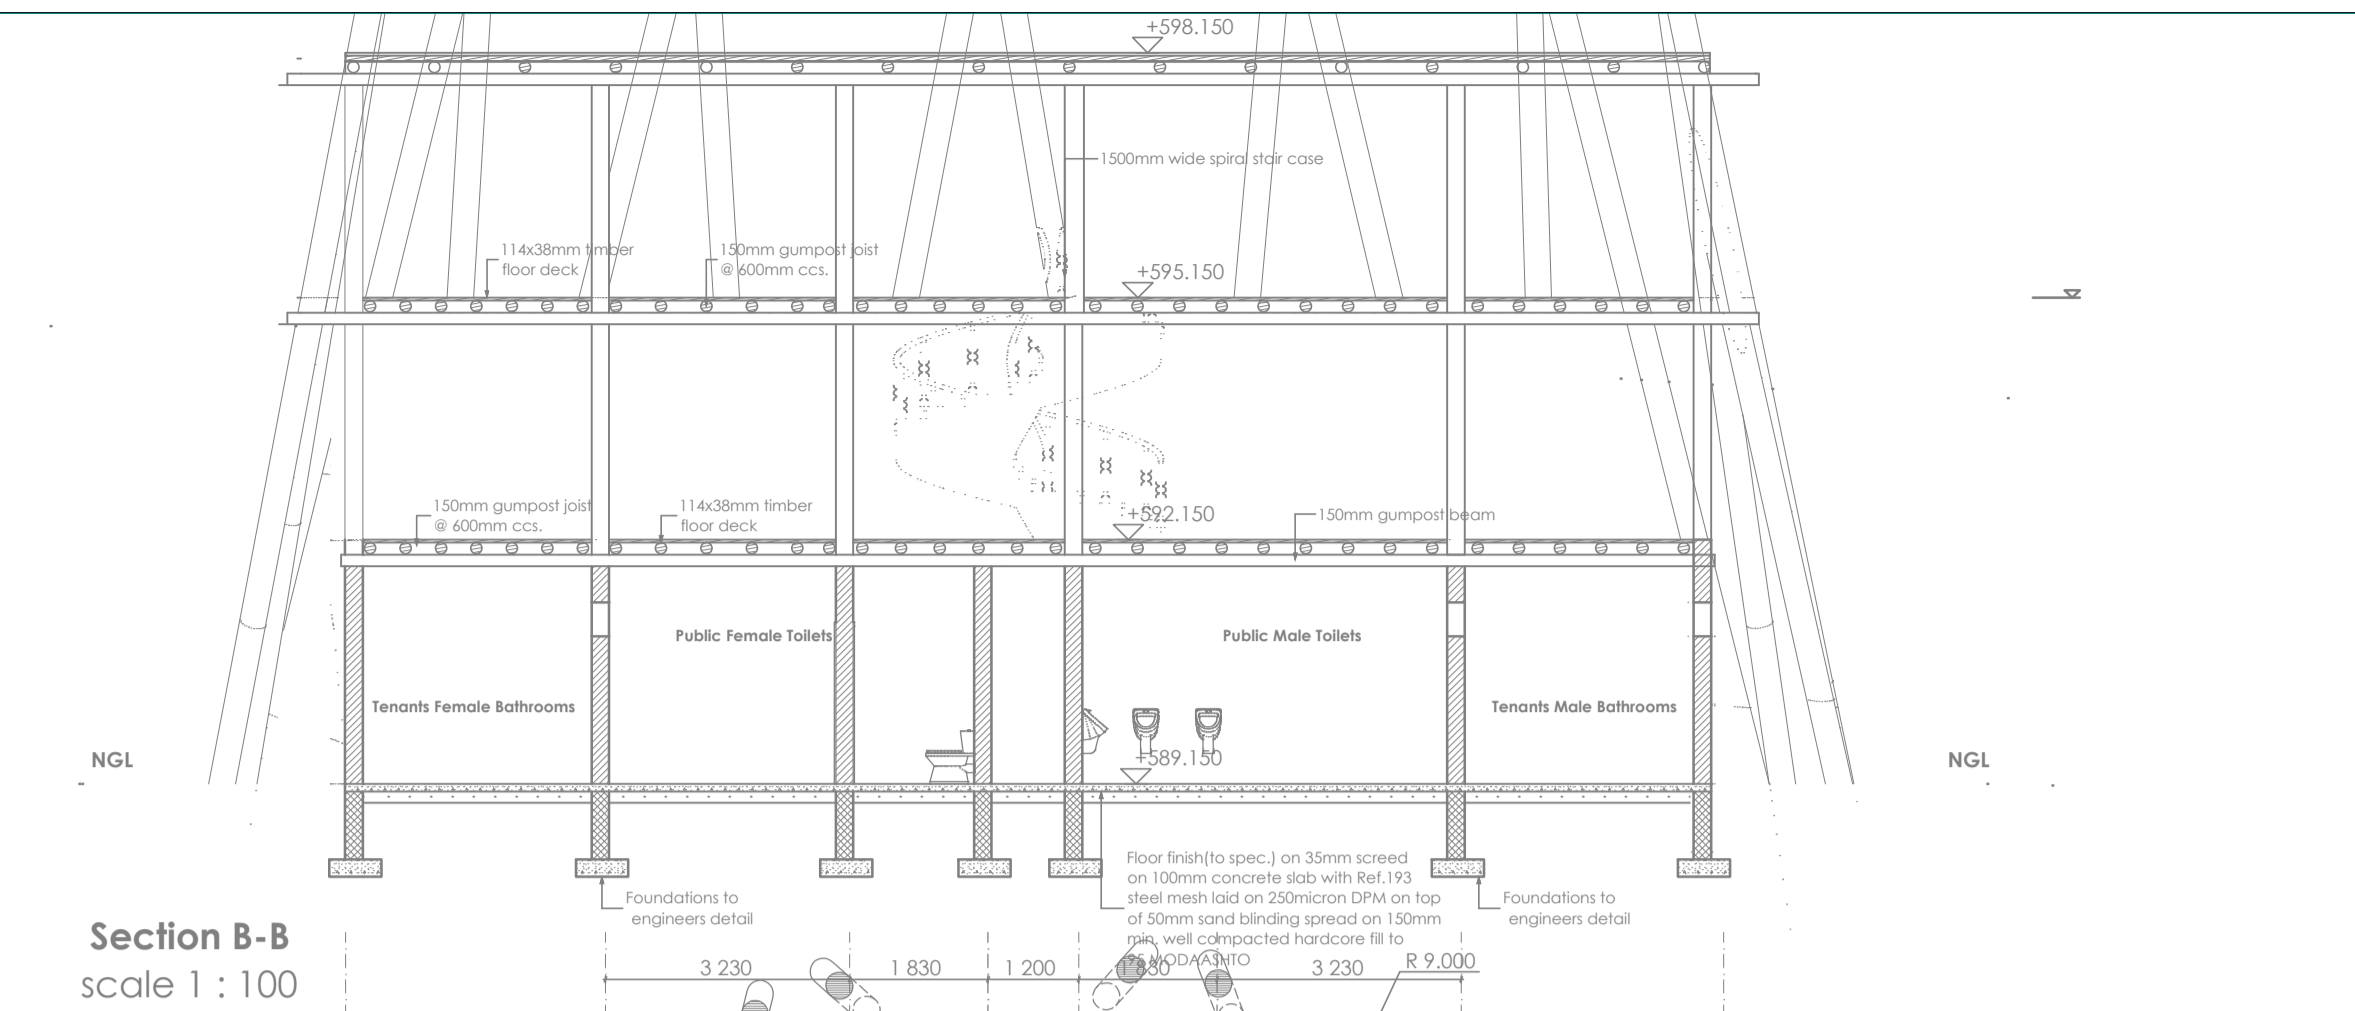 +598.150
1500mm wide spiral stair case
114x38mm timber
floor deck
150mm gumpost joist
@ 600mm ccs.
+595.150
150mm gumpost joist
@ 600mm ccs.
114x38mm timber
floor deck
+592.150
150mm gumpost beam
Public Female Toilets
Public Male Toilets
Tenants Female Bathrooms
Tenants Male Bathrooms
NGL
+589.150
NGL
Floor finish(to spec.) on 35mm screed
on 100mm concrete slab with Ref.193
steel mesh laid on 250micron DPM on top
of 50mm sand blinding spread on 150mm
min. well compacted hardcore fill to
MODAASHTO
Foundations to
engineers detail
Foundations to
engineers detail
Section B-B
scale 1 : 100
3 230
1 830
1 200
3 230
R 9.000